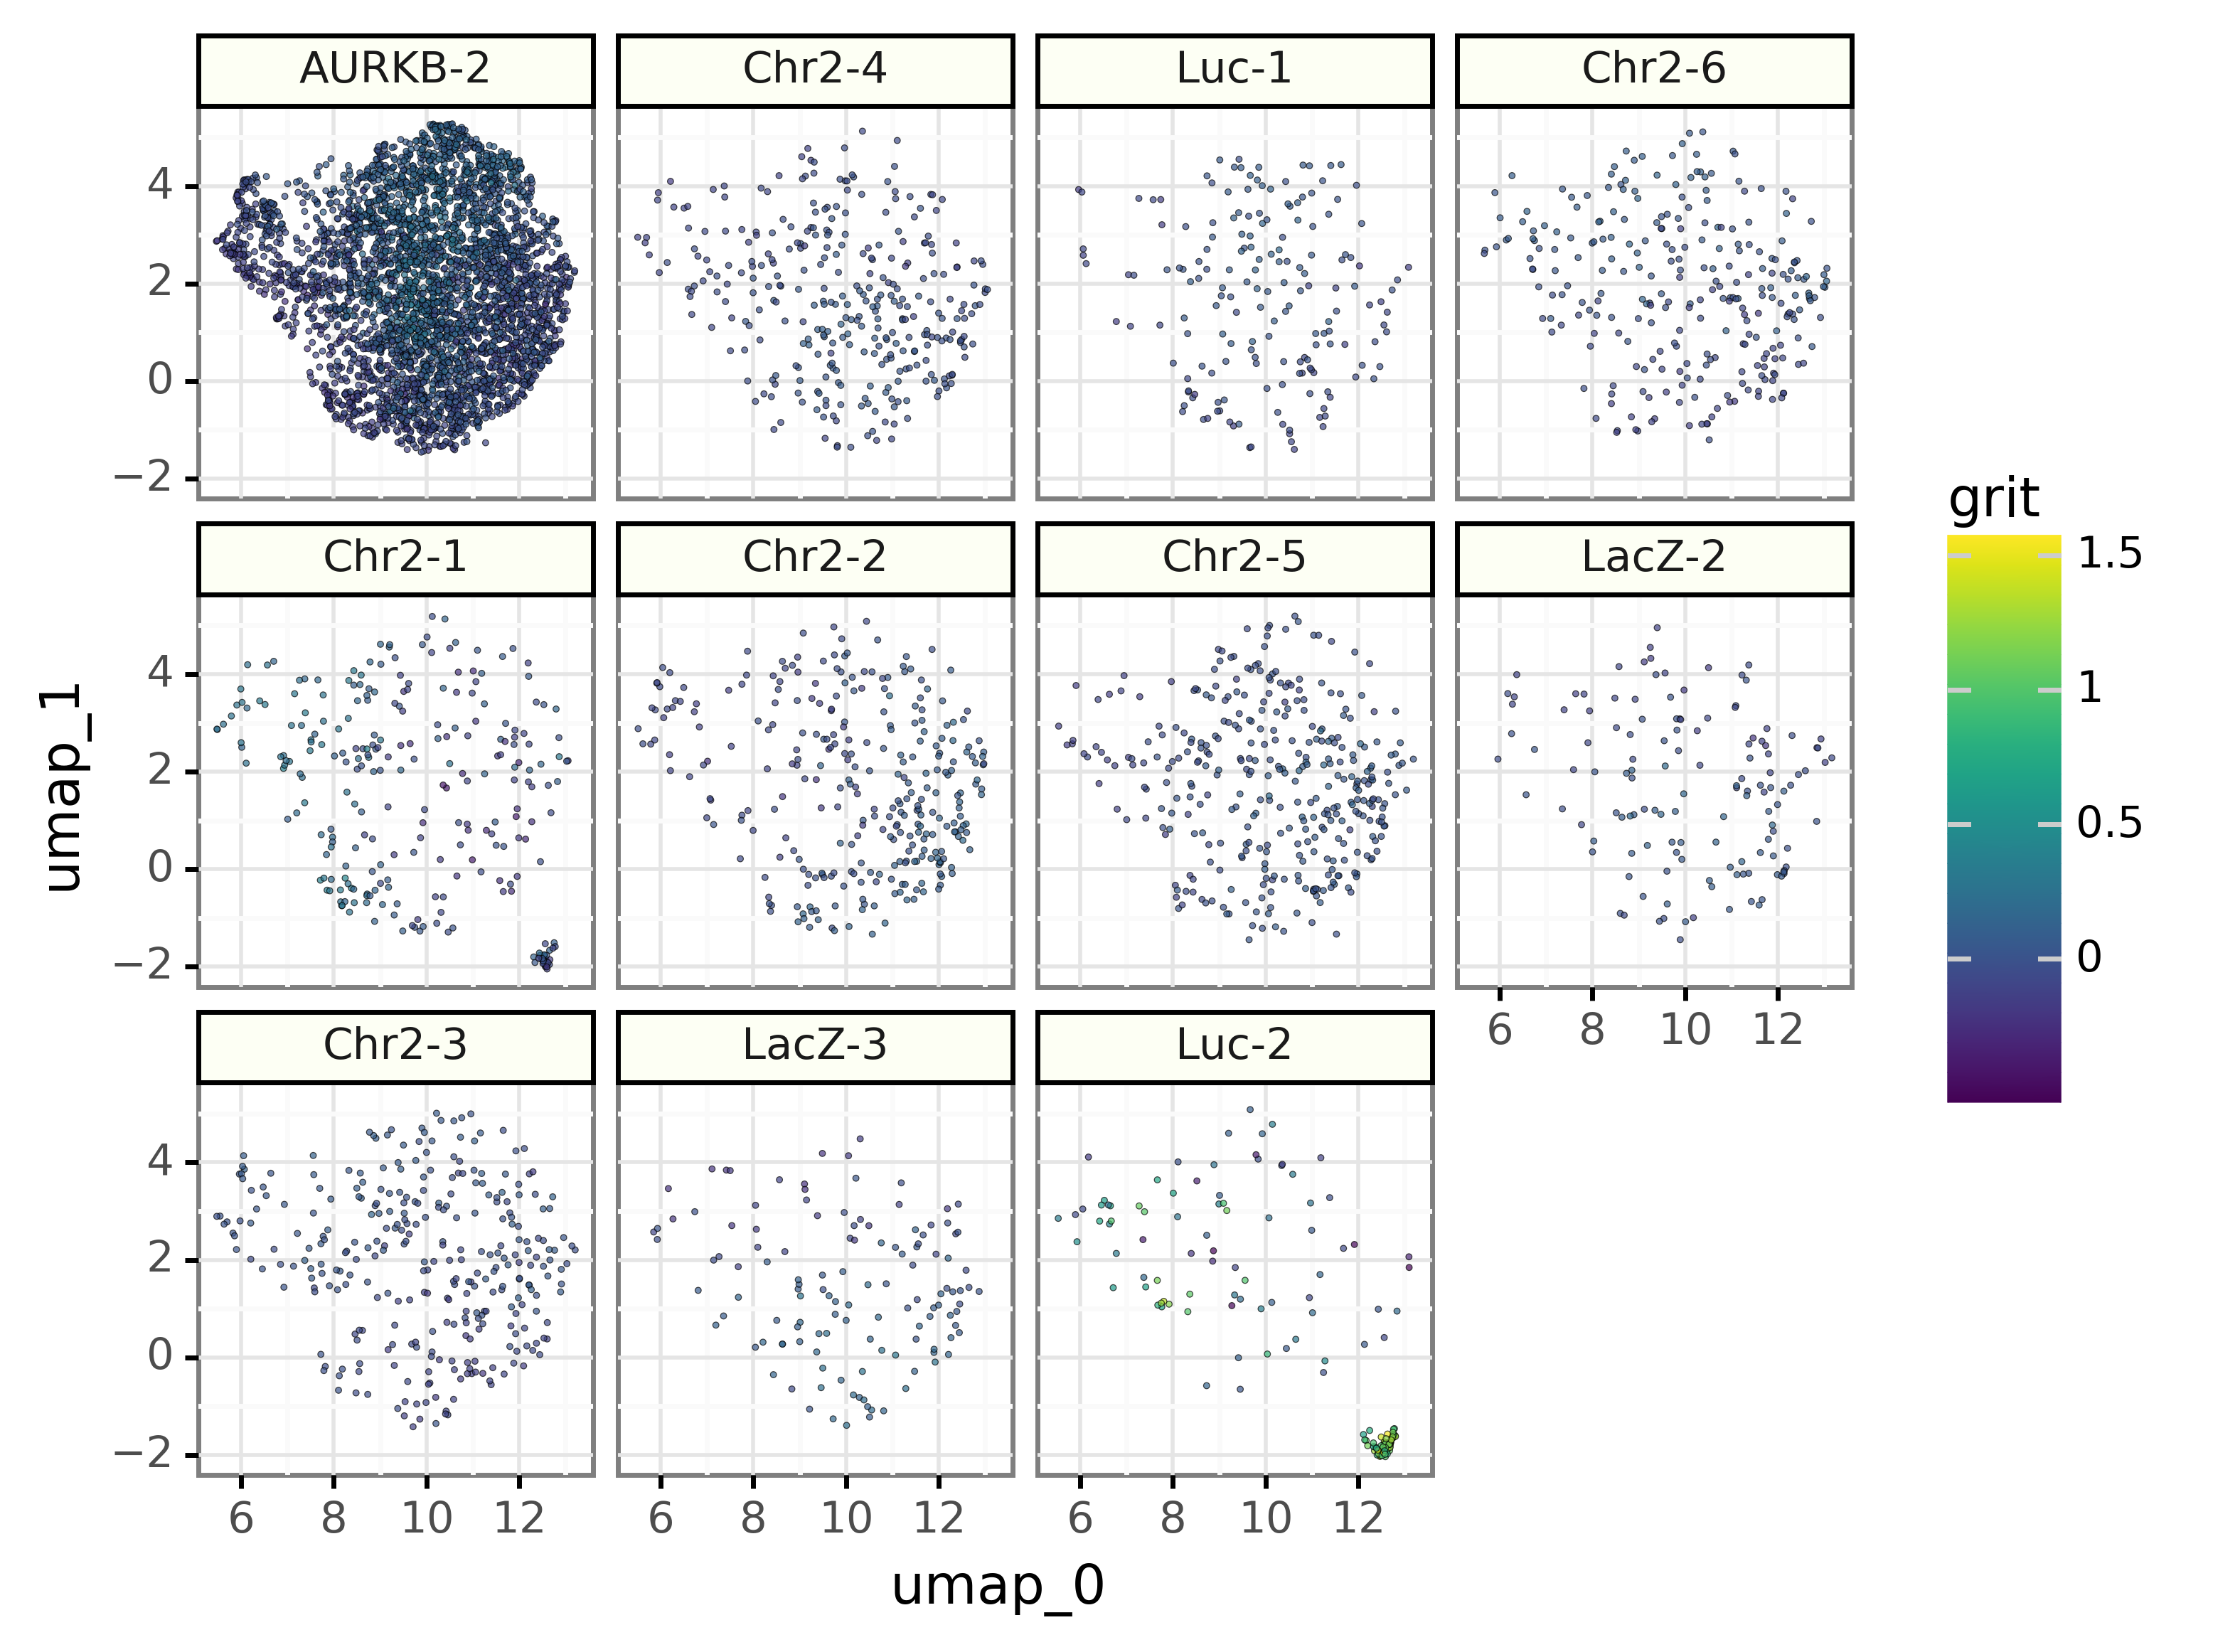 AURKB-2 Chr2-4 Luc-1 Chr2-6
4
2
0
−2
Chr2-1 Chr2-2 Chr2-5 LacZ-2
4
2
0
−2
6 8 10 12
Chr2-3 LacZ-3 Luc-2
4
2
0
−2
6 8 10 12 6 8 10 12 6 8 10 12
umap_0
umap_1
grit
1.5
1
0.5
0